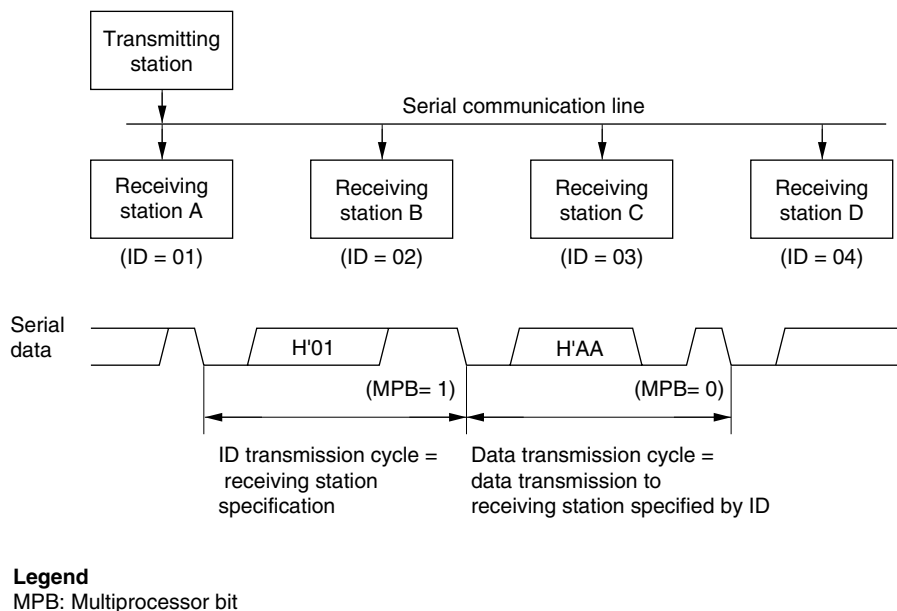 Transmitting
station
Serial communication line
Receiving
station A
Receiving
station B
Receiving
station C
Receiving
station D
(ID = 01)
(ID = 02)
(ID = 03)
(ID = 04)
Serial
data
H'01
H'AA
(MPB= 1)
(MPB= 0)
ID transmission cycle =
receiving station
specification
Data transmission cycle =
data transmission to
receiving station specified by ID
Legend
MPB: Multiprocessor bit